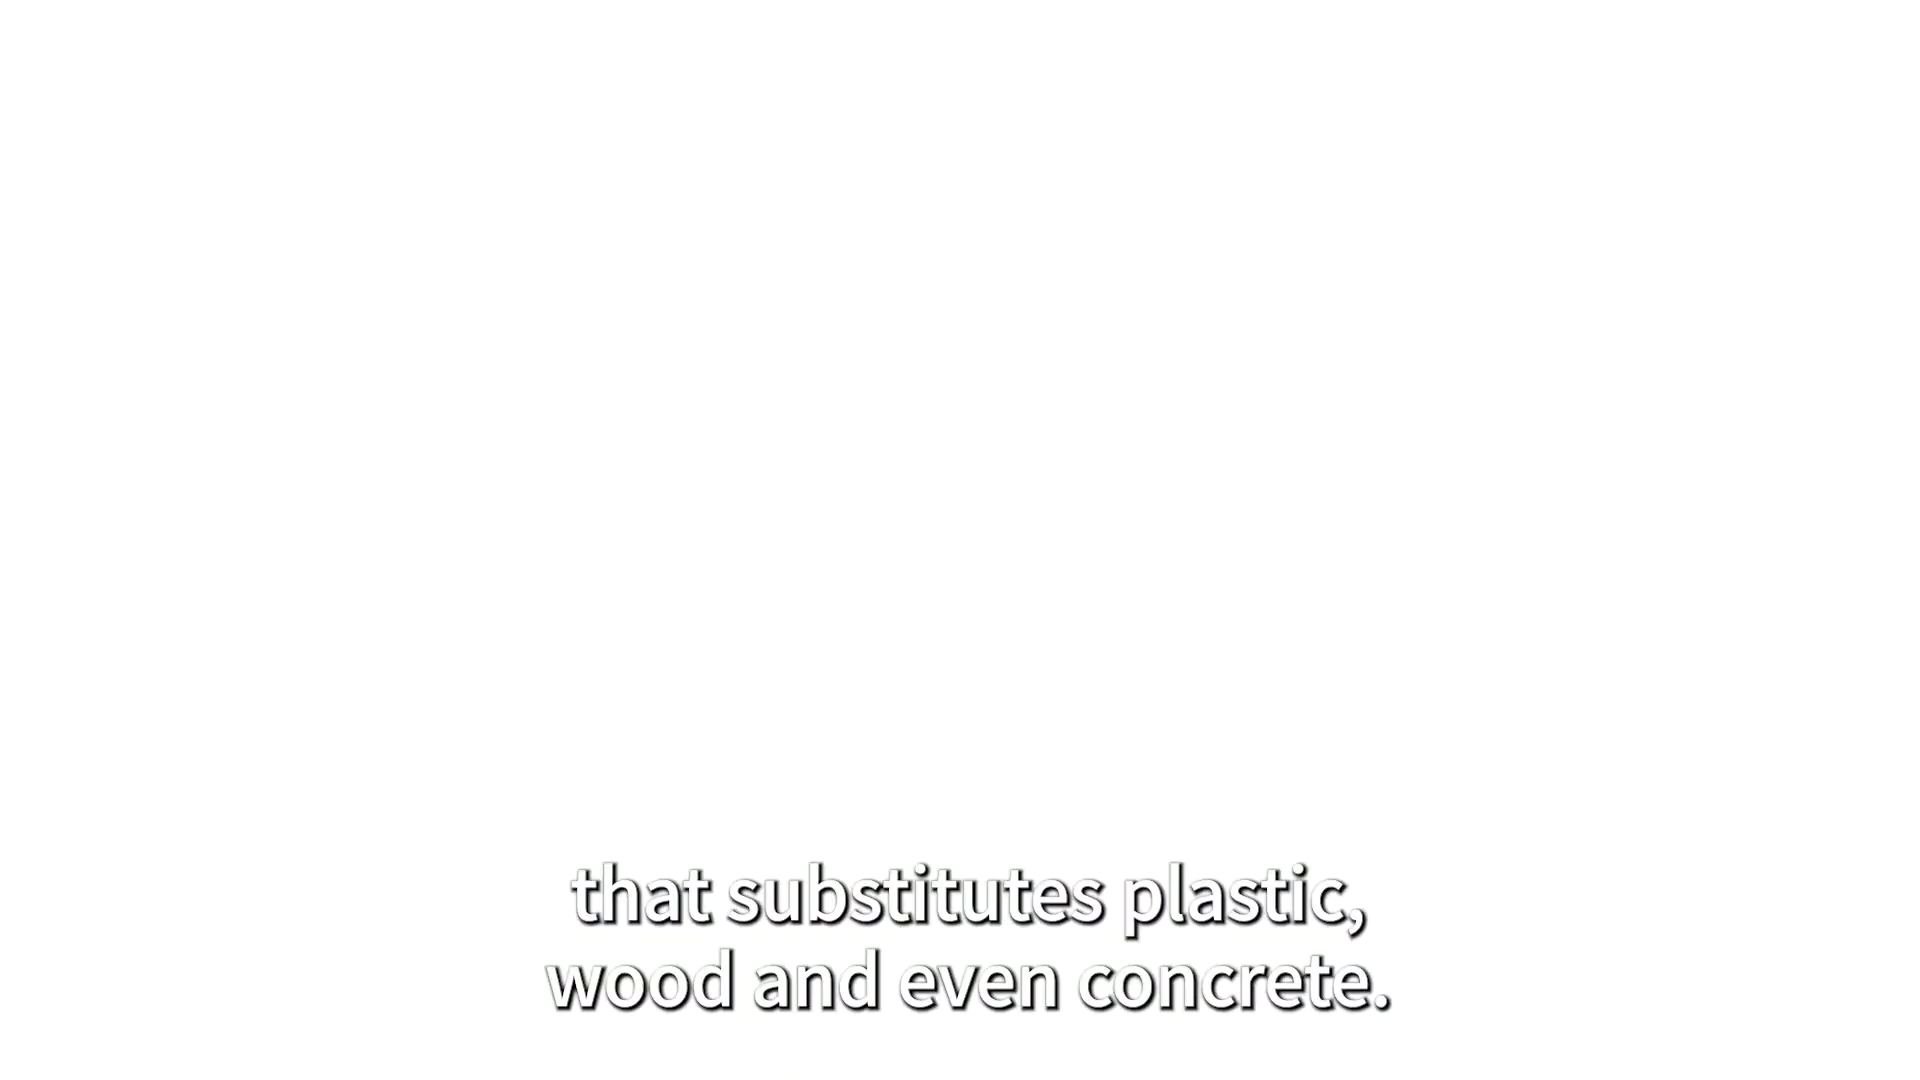 that substitutes plastic,
wood and even concrete.